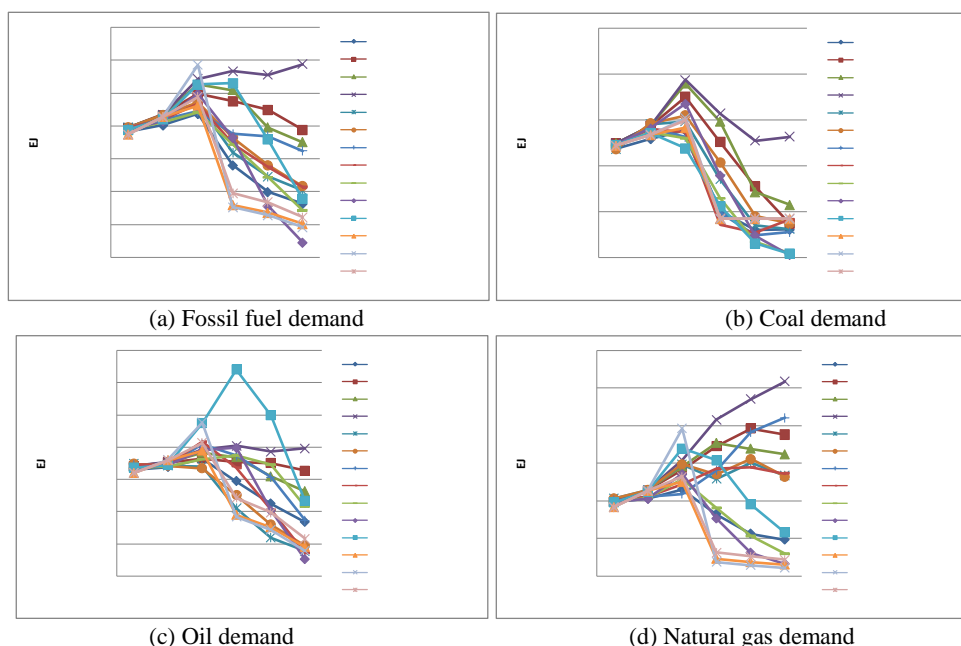 EJ
EJ
(a) Fossil fuel demand
(b) Coal demand
EJ
EJ
(c) Oil demand
(d) Natural gas demand